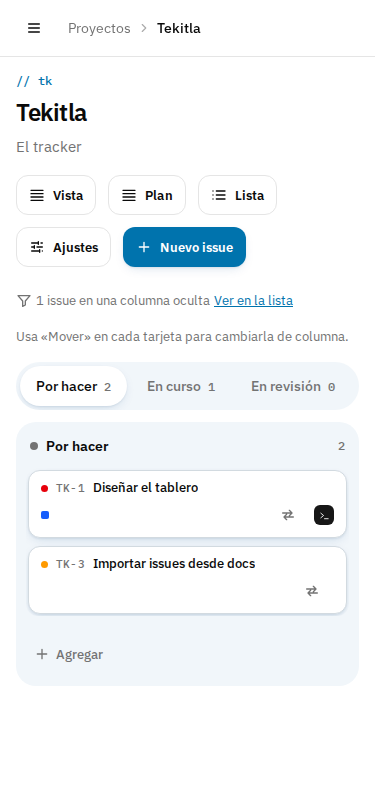 Proyectos > Tekitla
// tk
Tekitla
El tracker
Vista Plan Lista
Ajustes + Nuevo issue
1 issue en una columna oculta Ver en la lista
Usa «Mover» en cada tarjeta para cambiarla de columna.
Por hacer 2 En curso 1 En revisión 0
Por hacer 2
TK-1 Diseñar el tablero
TK-3 Importar issues desde docs
+ Agregar